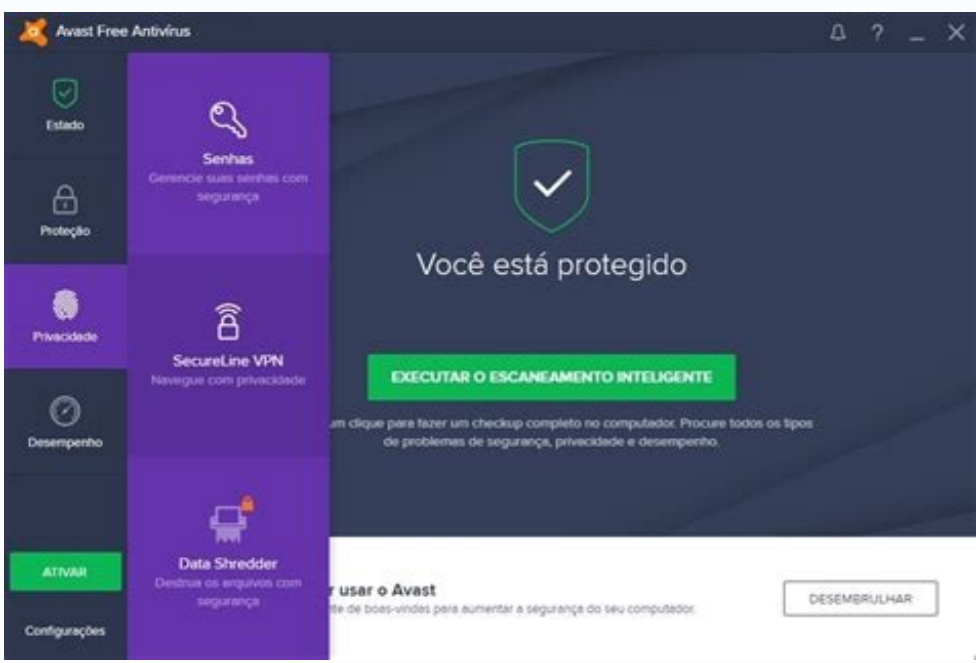 Avast Free Antivírus
?
Estado
Proteção
Privacidade
Desempenho
ATIVAR
Configurações
Senhas
Gerencie suas senhas com
segurança
SecureLine VPN
Navegue com privacidade
Data Shredder
Destrua os arquivos com
segurança
Você está protegido
EXECUTAR O ESCANEAMENTO INTELIGENTE
um clique para fazer um checkup completo no computador. Procure todos os tipos
de problemas de segurança, privacidade e desempenho.
r usar o Avast
te de boas-vindas para aumentar a segurança do seu computador.
DESEMBRULHAR